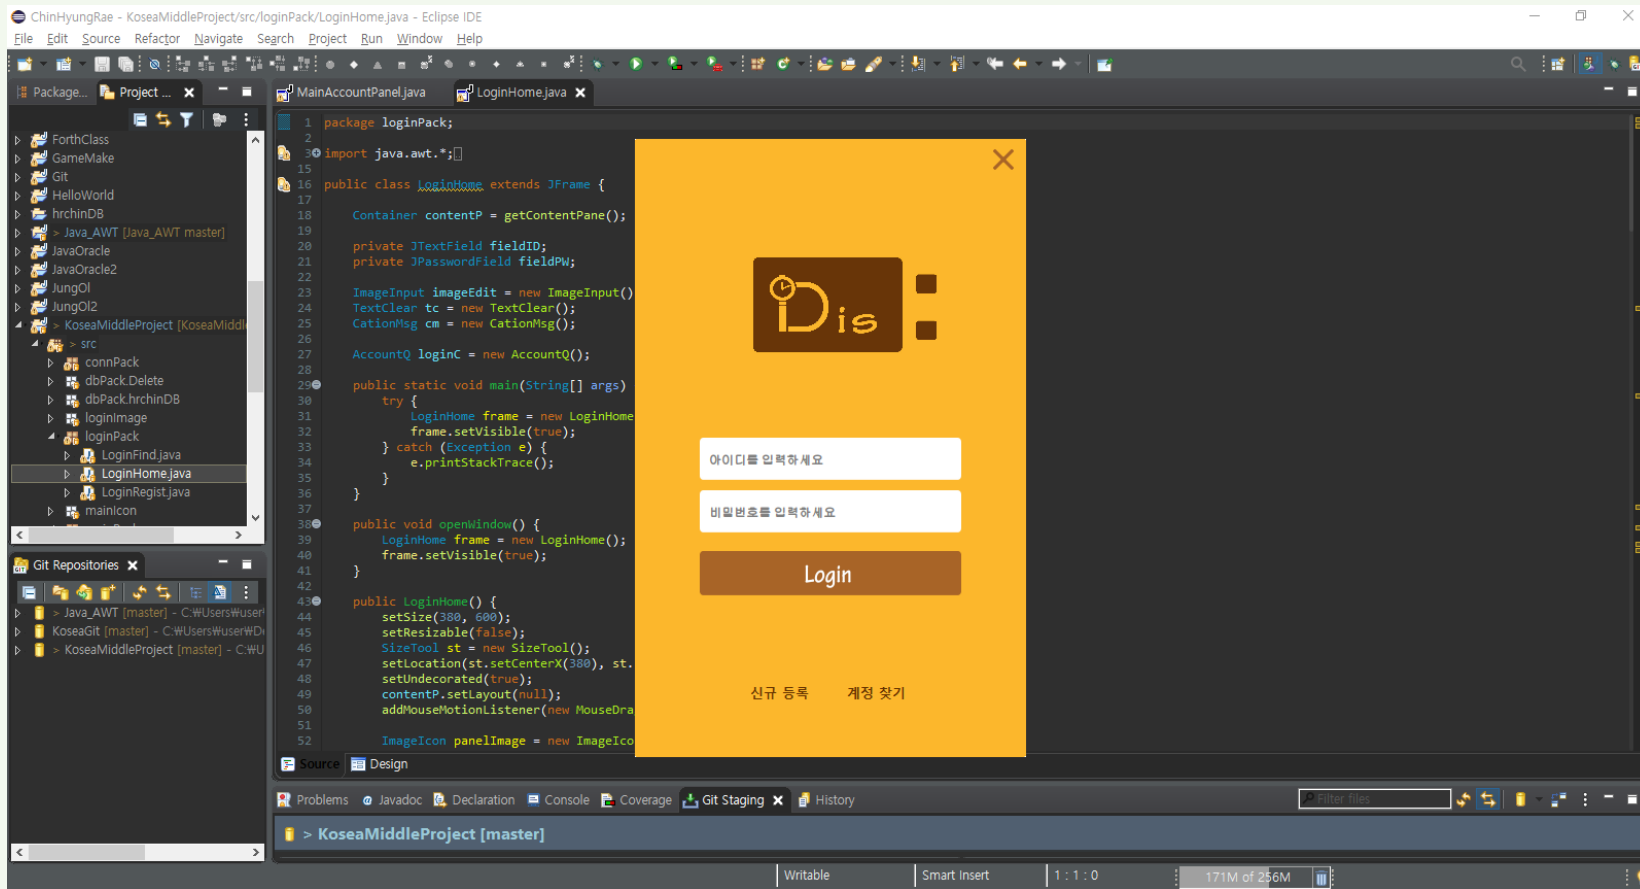 ChinHyungRae - KoseaMiddleProject/src/loginPack/LoginHome.java - Eclipse IDE
File Edit Source Refactor Navigate Search Project Run Window Help
Package... Project ...
MainAccountPanel.java LoginHome.java
ForthClass
GameMake
Git
HelloWorld
hrchinDB
> Java_AWT [Java_AWT master]
JavaOracle
JavaOracle2
JungOl
JungOl2
> KoseaMiddleProject [KoseaMiddl
> src
connPack
dbPack.Delete
dbPack.hrchinDB
loginImage
loginPack
LoginFind.java
LoginHome.java
LoginRegist.java
mainIcon
Git Repositories
> Java_AWT [master] - C:₩Users₩user₩
KoseaGit [master] - C:₩Users₩user₩D
> KoseaMiddleProject [master] - C:₩U
1 package loginPack;
2
3 import java.awt.*;
15
16 public class LoginHome extends JFrame {
17
18 Container contentP = getContentPane();
19
20 private JTextField fieldID;
21 private JPasswordField fieldPW;
22
23 ImageInput imageEdit = new ImageInput()
24 TextClear tc = new TextClear();
25 CationMsg cm = new CationMsg();
26
27 AccountQ loginC = new AccountQ();
28
29 public static void main(String[] args)
30 try {
31 LoginHome frame = new LoginHome
32 frame.setVisible(true);
33 } catch (Exception e) {
34 e.printStackTrace();
35 }
36 }
37
38 public void openWindow() {
39 LoginHome frame = new LoginHome();
40 frame.setVisible(true);
41 }
42
43 public LoginHome() {
44 setSize(380, 600);
45 setResizable(false);
46 SizeTool st = new SizeTool();
47 setLocation(st.setCenterX(380), st.
48 setUndecorated(true);
49 contentP.setLayout(null);
50 addMouseMotionListener(new MouseDra
51
52 ImageIcon panelImage = new ImageIco
Dis
아이디를 입력하세요
비밀번호를 입력하세요
Login
신규 등록 계정 찾기
Source Design
Problems Javadoc Declaration Console Coverage Git Staging History
Filter files
> KoseaMiddleProject [master]
Writable Smart Insert 1 : 1 : 0 171M of 256M